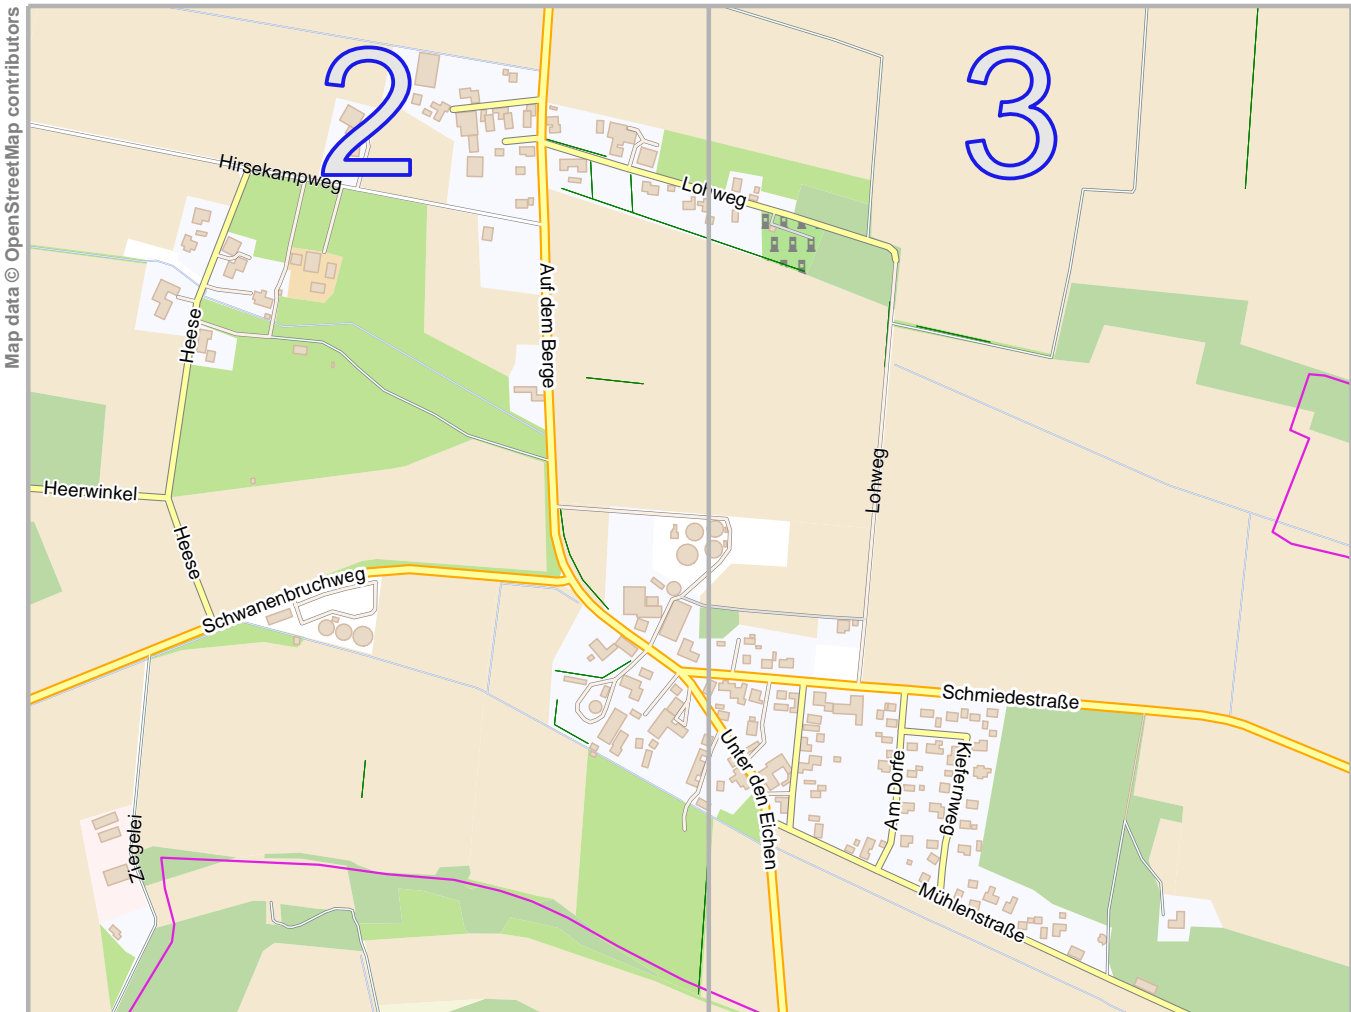 Map data © OpenStreetMap contributors
2
3
Hirsekampweg
Lohweg
Auf dem Berge
Heese
Lohweg
Heerwinkel
Heese
Schwanenbruchweg
Schmiedestraße
Unter den Eichen
Am Dorfe
Kiefernweg
Ziegelei
Mühlenstraße